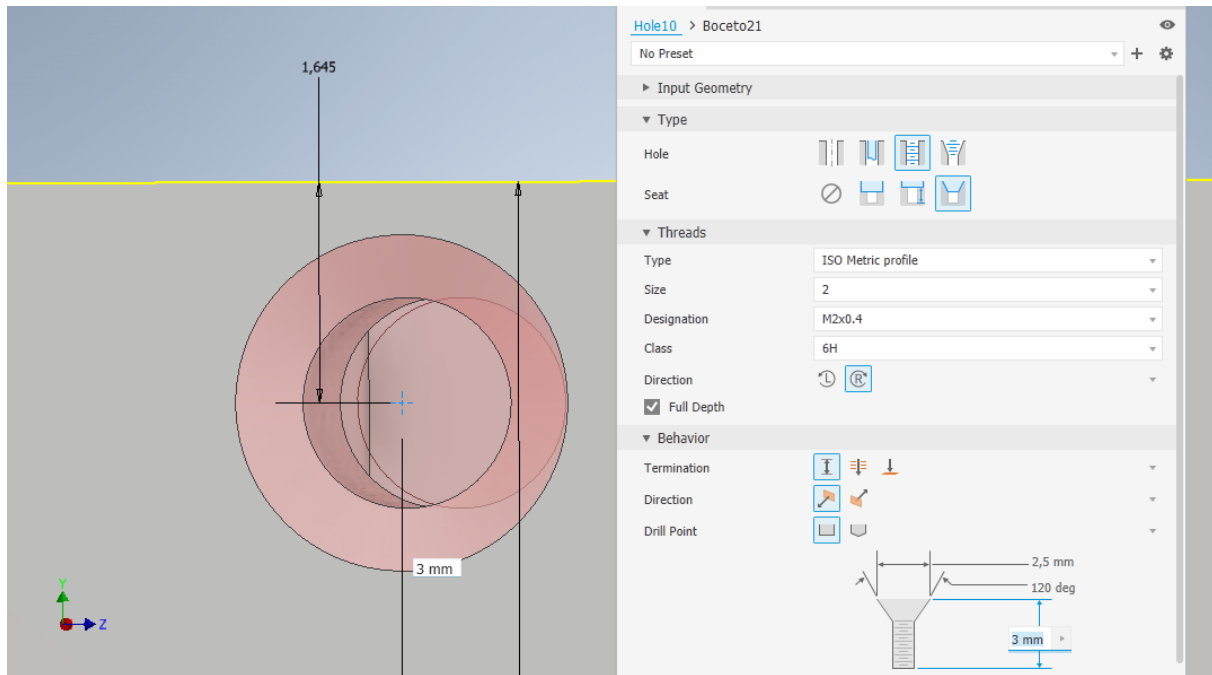 1,645
3 mm
Y
Z
Hole10 > Boceto21
No Preset
Input Geometry
Type
Hole
Seat
Threads
Type ISO Metric profile
Size 2
Designation M2x0.4
Class 6H
Direction L R
Full Depth
Behavior
Termination
Direction
Drill Point
2,5 mm
120 deg
3 mm